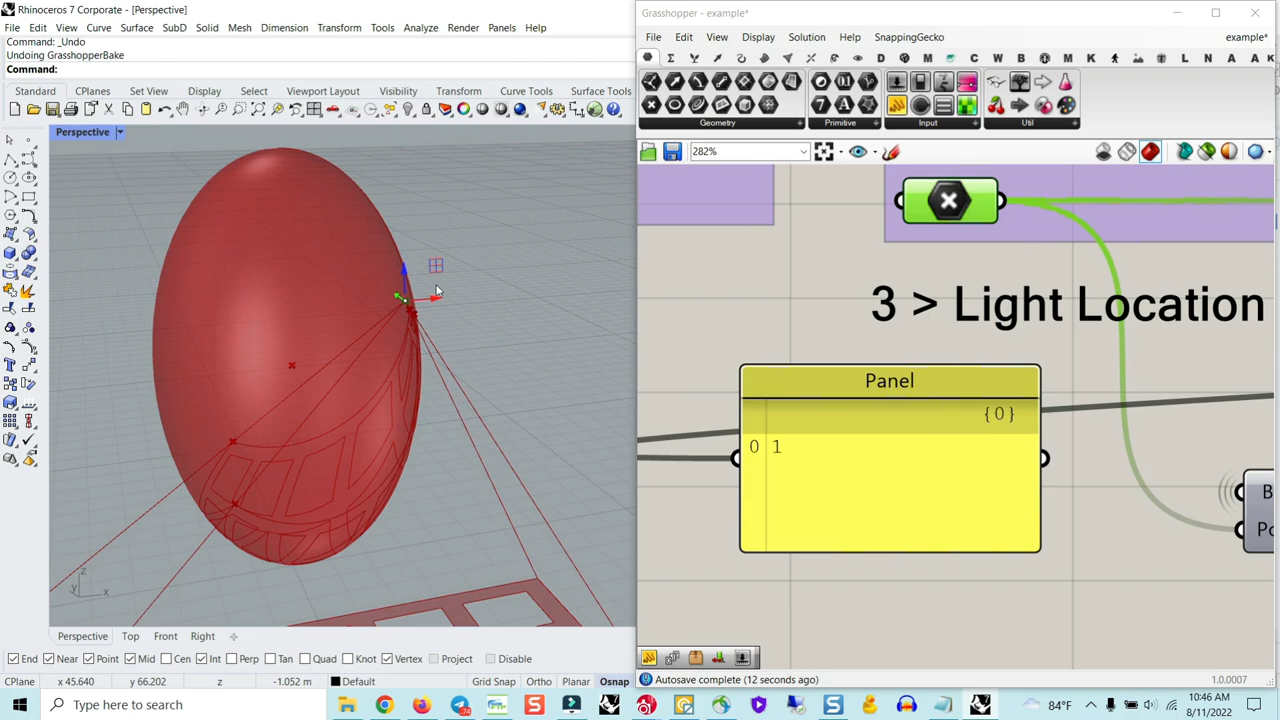 Rhinoceros 7 Corporate - [Perspective]
File Edit View Curve Surface SubD Solid Mesh Dimension Transform Tools Analyze Render Panels Help
Command: _Undo
Undoing GrasshopperBake
Command:
Standard CPlanes Set View Display Select Viewport Layout Visibility Transform Curve Tools
Perspective
z
y x
Perspective Top Front Right
End Near Point Mid Cen Int Perp Tan Quad Knot Vertex Project Disable
CPlane x 45.640 y 66.202 z -1.052 m Default Grid Snap Ortho Planar Osnap
Grasshopper - example*
File Edit View Display Solution Help SnappingGecko example*
Geometry Primitive Input Util
282%
3 > Light Location
Panel
{0}
0 1
B
Autosave complete (12 seconds ago) 1.0.0007
Type here to search
84°F
10:46 AM
8/11/2022